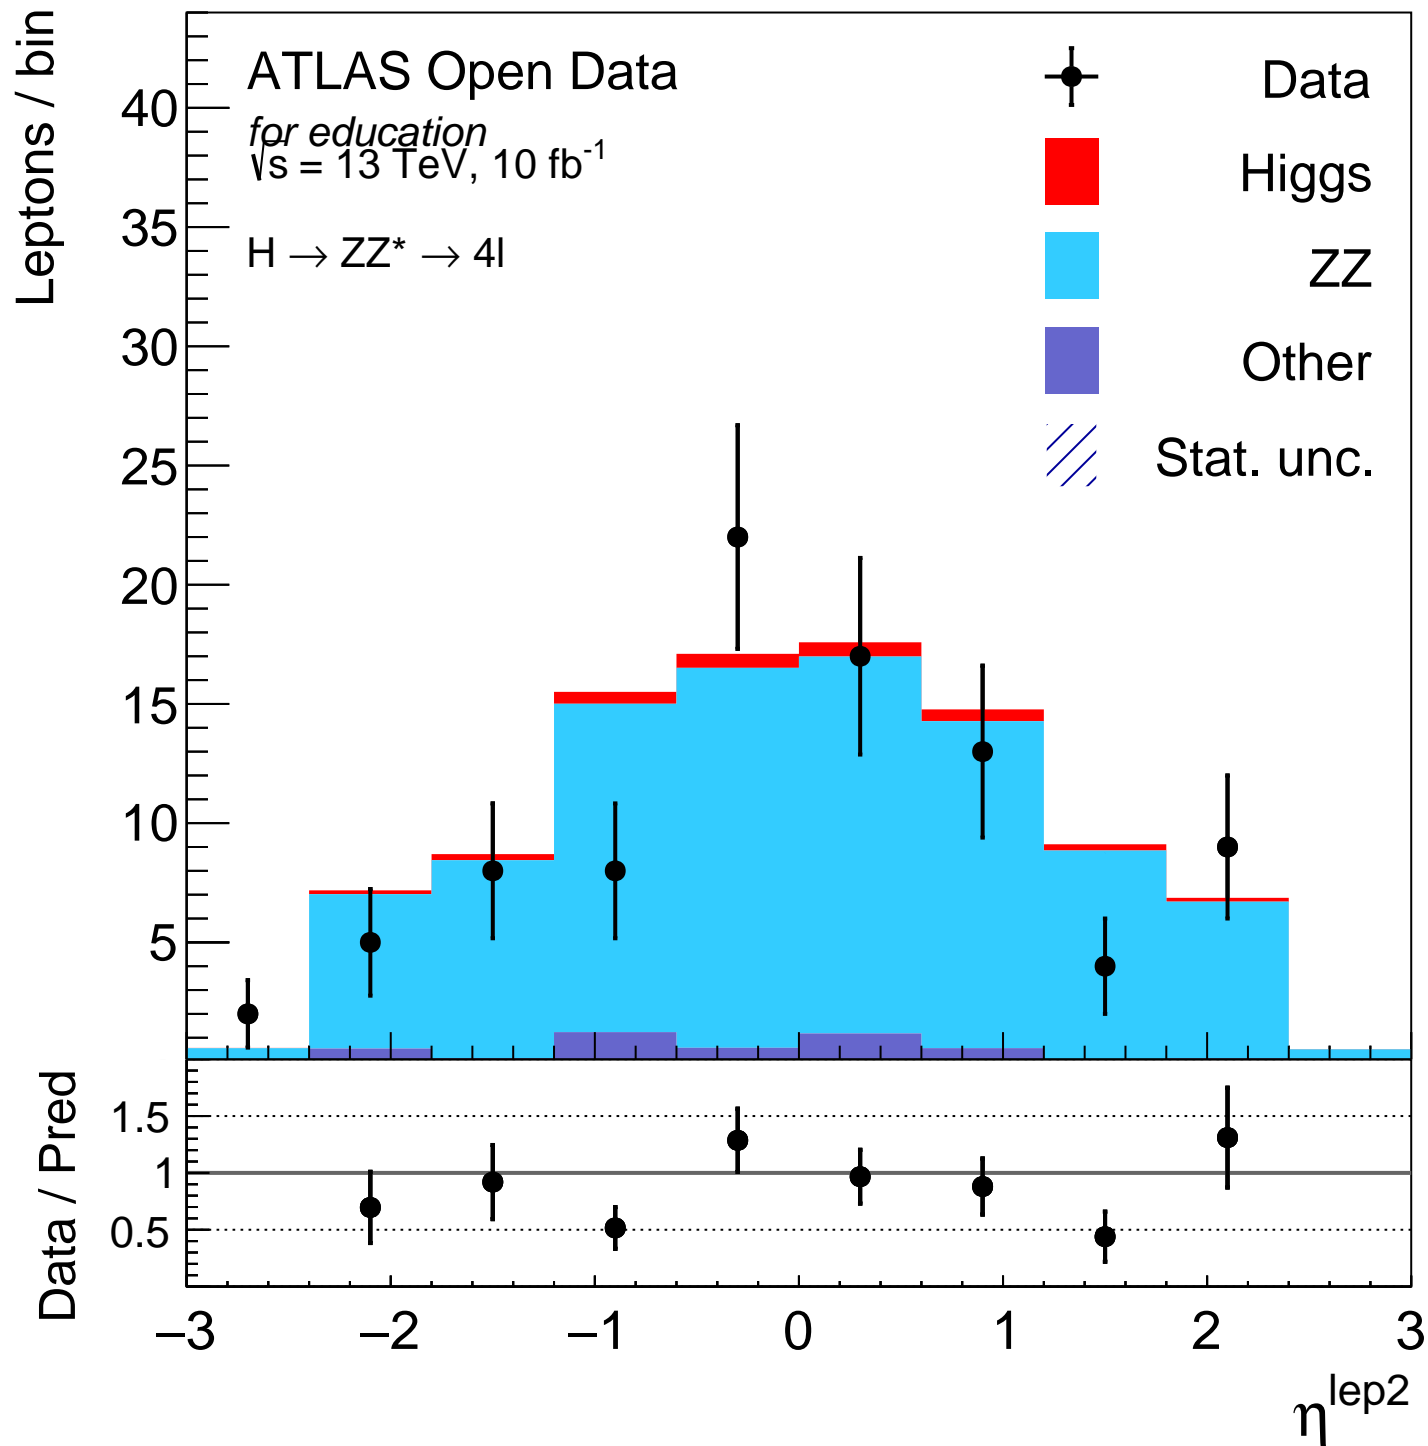 Leptons / bin
ATLAS Open Data
for education
√s = 13 TeV, 10 fb⁻¹
H → ZZ* → 4l
Data
Higgs
ZZ
Other
Stat. unc.
40
35
30
25
20
15
10
5
Data / Pred
1.5
1
0.5
−3 −2 −1 0 1 2 3
η^lep2